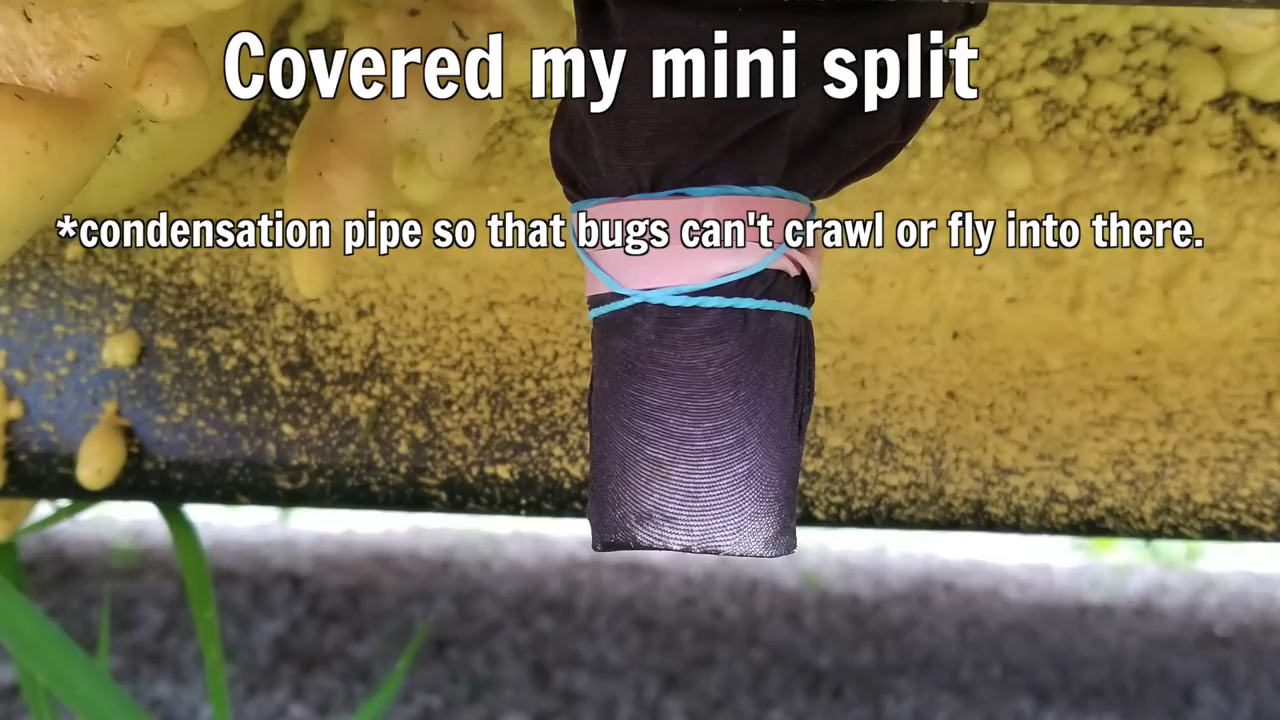 Covered my mini split
*condensation pipe so that bugs can't crawl or fly into there.